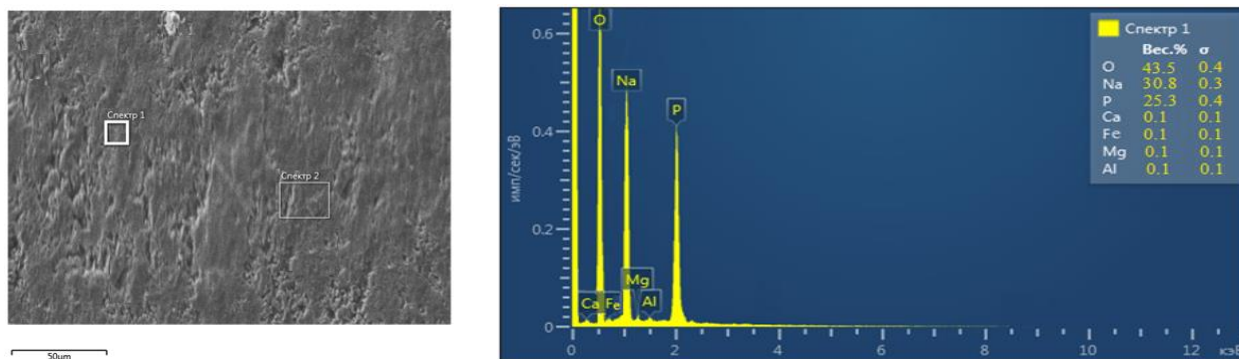 Спектр 1
Спектр 2
50µm
имп/сек/эВ
0.6
0.4
0.2
0
O
Na
P
Ca
Fe
Mg
Al
0 2 4 6 8 10 12 кэВ
Спектр 1
Вес.% σ
O 43.5 0.4
Na 30.8 0.3
P 25.3 0.4
Ca 0.1 0.1
Fe 0.1 0.1
Mg 0.1 0.1
Al 0.1 0.1